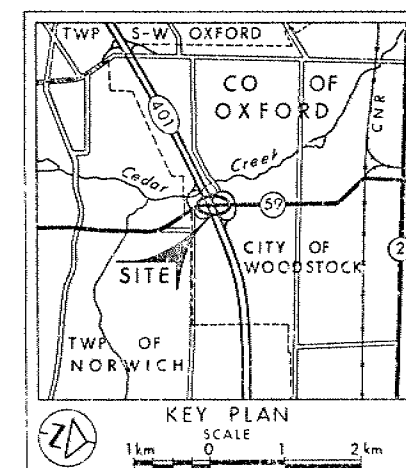 TWP S-W OXFORD
CO OF
OXFORD
401
CNR
Cedar Creek
59
SITE
CITY OF
WOODSTOCK
2
TWP OF
NORWICH
KEY PLAN
SCALE
1km 0 1 2 km
Z